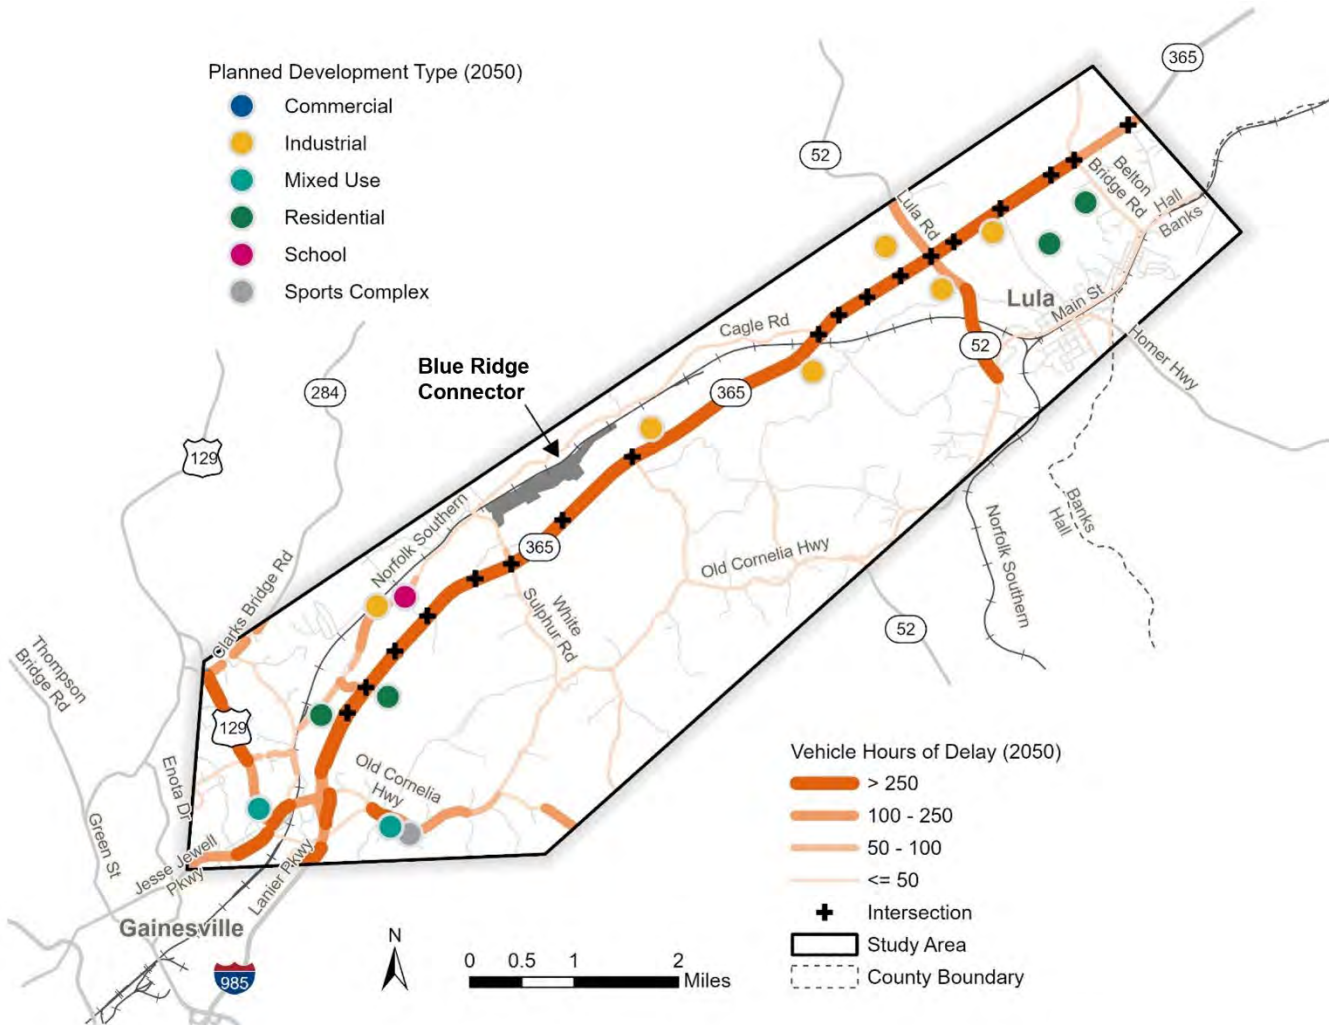 365
Planned Development Type (2050)
Commercial
Industrial
Mixed Use
Residential
School
Sports Complex
52
Lula Rd
Belton
Bridge Rd
Hall
Banks
Lula
Main St
Homer Hwy
52
Cagle Rd
365
Blue Ridge
Connector
284
129
Norfolk Southern
365
Old Cornelia Hwy
Norfolk Southern
Banks
Hall
52
White
Sulphur Rd
Clarks Bridge Rd
Thompson
Bridge Rd
129
Enota Dr
Old Cornelia
Hwy
Green St
Jesse Jewell
Pkwy
Lanier Pkwy
Gainesville
985
N
0 0.5 1 2
Miles
Vehicle Hours of Delay (2050)
> 250
100 - 250
50 - 100
<= 50
Intersection
Study Area
County Boundary